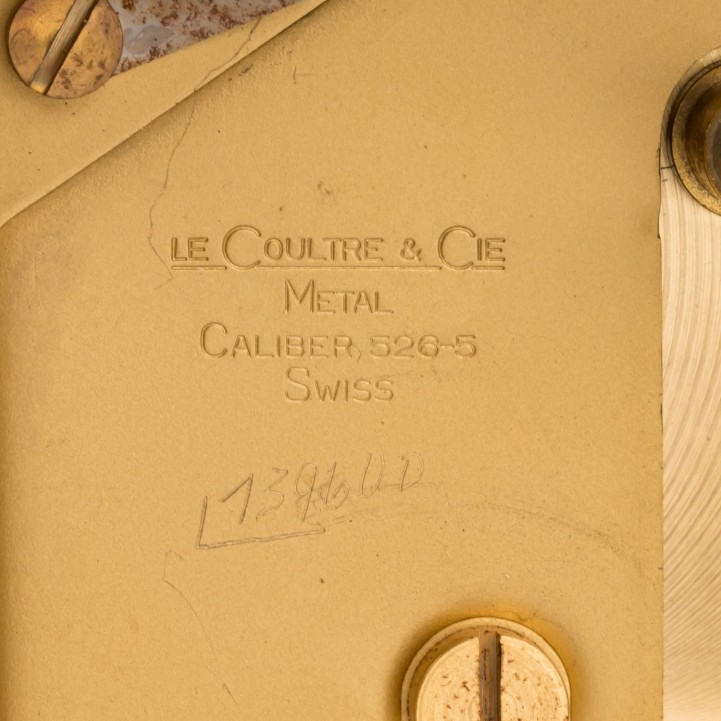 LE COULTRE & CIE
METAL
CALIBER, 526-5
SWISS